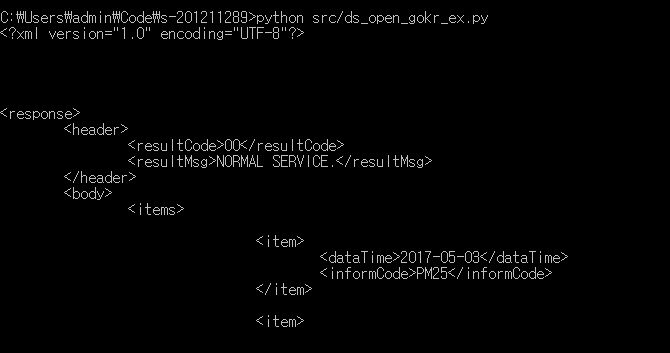 C:₩Users₩admin₩Code₩s-201211289>python src/ds_open_gokr_ex.py
<?xml version="1.0" encoding="UTF-8"?>
<response>
<header>
<resultCode>00</resultCode>
<resultMsg>NORMAL SERVICE.</resultMsg>
</header>
<body>
<items>
<item>
<dataTime>2017-05-03</dataTime>
<informCode>PM25</informCode>
</item>
<item>